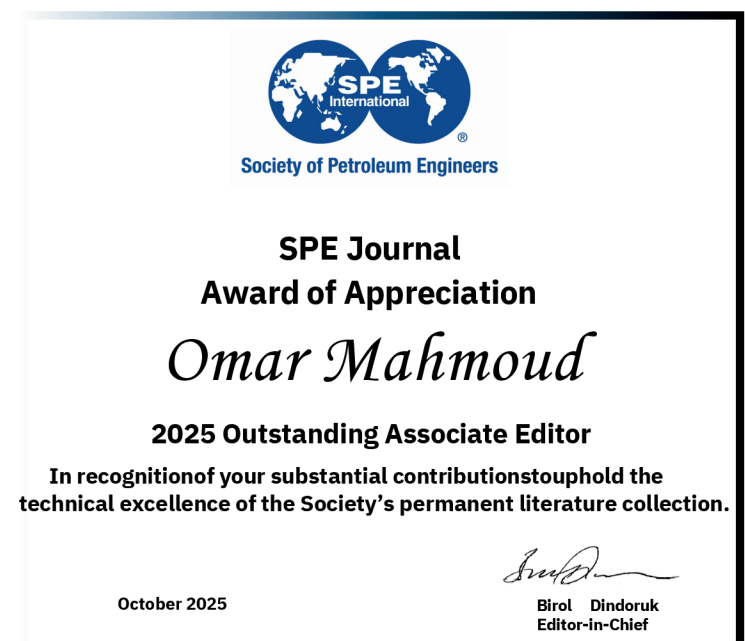 SPE
International
®
Society of Petroleum Engineers
SPE Journal
Award of Appreciation
Omar Mahmoud
2025 Outstanding Associate Editor
In recognitionof your substantial contributionstouphold the
technical excellence of the Society’s permanent literature collection.
October 2025
Birol Dindoruk
Editor-in-Chief